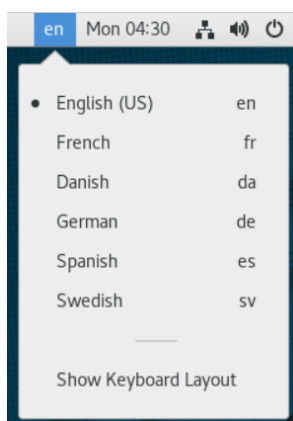 en Mon 04:30
English (US) en
French fr
Danish da
German de
Spanish es
Swedish sv
Show Keyboard Layout